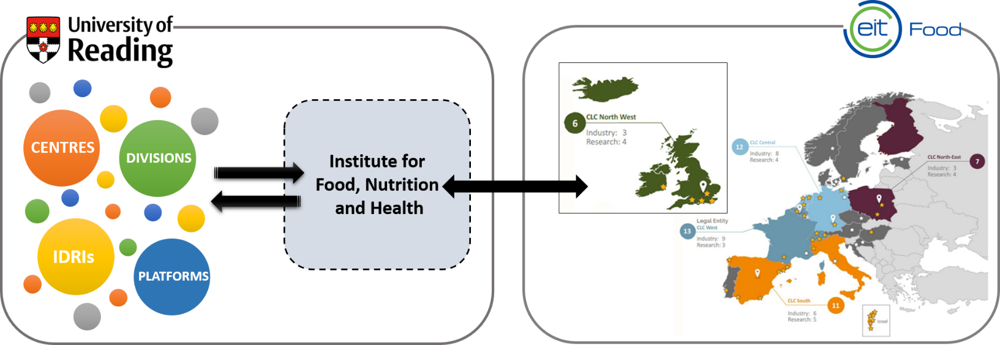 University of
Reading
CENTRES
DIVISIONS
IDRIs
PLATFORMS
Institute for
Food, Nutrition
and Health
eit Food
6
CLC North West
Industry: 3
Research: 4
12
CLC Central
Industry: 8
Research: 4
CLC North-East
7
Industry: 3
Research: 4
Legal Entity
13
CLC West
Industry: 9
Research: 3
CLC South
11
Industry: 6
Research: 5
Israel